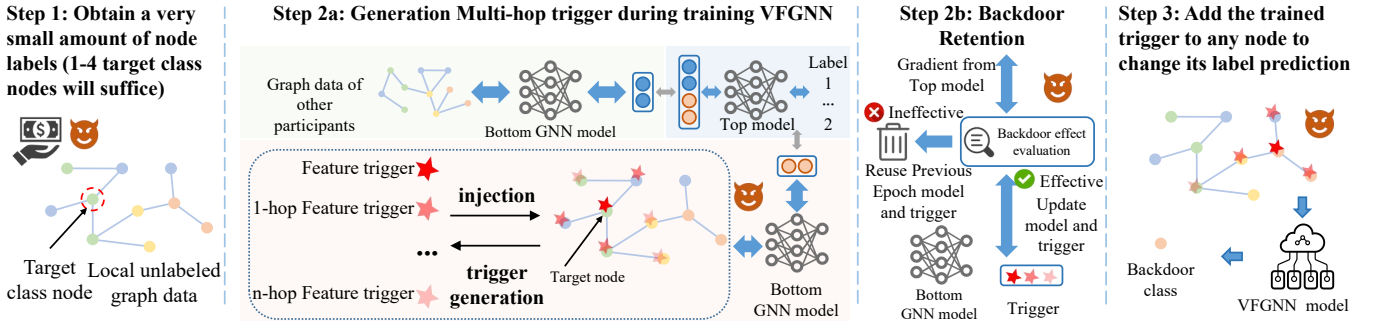 Step 1: Obtain a very
small amount of node
labels (1-4 target class
nodes will suffice)
Target
class node
Local unlabeled
graph data
Step 2a: Generation Multi-hop trigger during training VFGNN
Graph data of
other
participants
Bottom GNN model
Top model
Label
1
...
2
Feature trigger
1-hop Feature trigger
...
n-hop Feature trigger
injection
trigger
generation
Target node
Bottom
GNN model
Step 2b: Backdoor
Retention
Gradient from
Top model
Ineffective
Backdoor effect
evaluation
Reuse Previous
Epoch model
and trigger
Effective
Update
model and
trigger
Bottom
GNN model
Trigger
Step 3: Add the trained
trigger to any node to
change its label prediction
Backdoor
class
VFGNN model